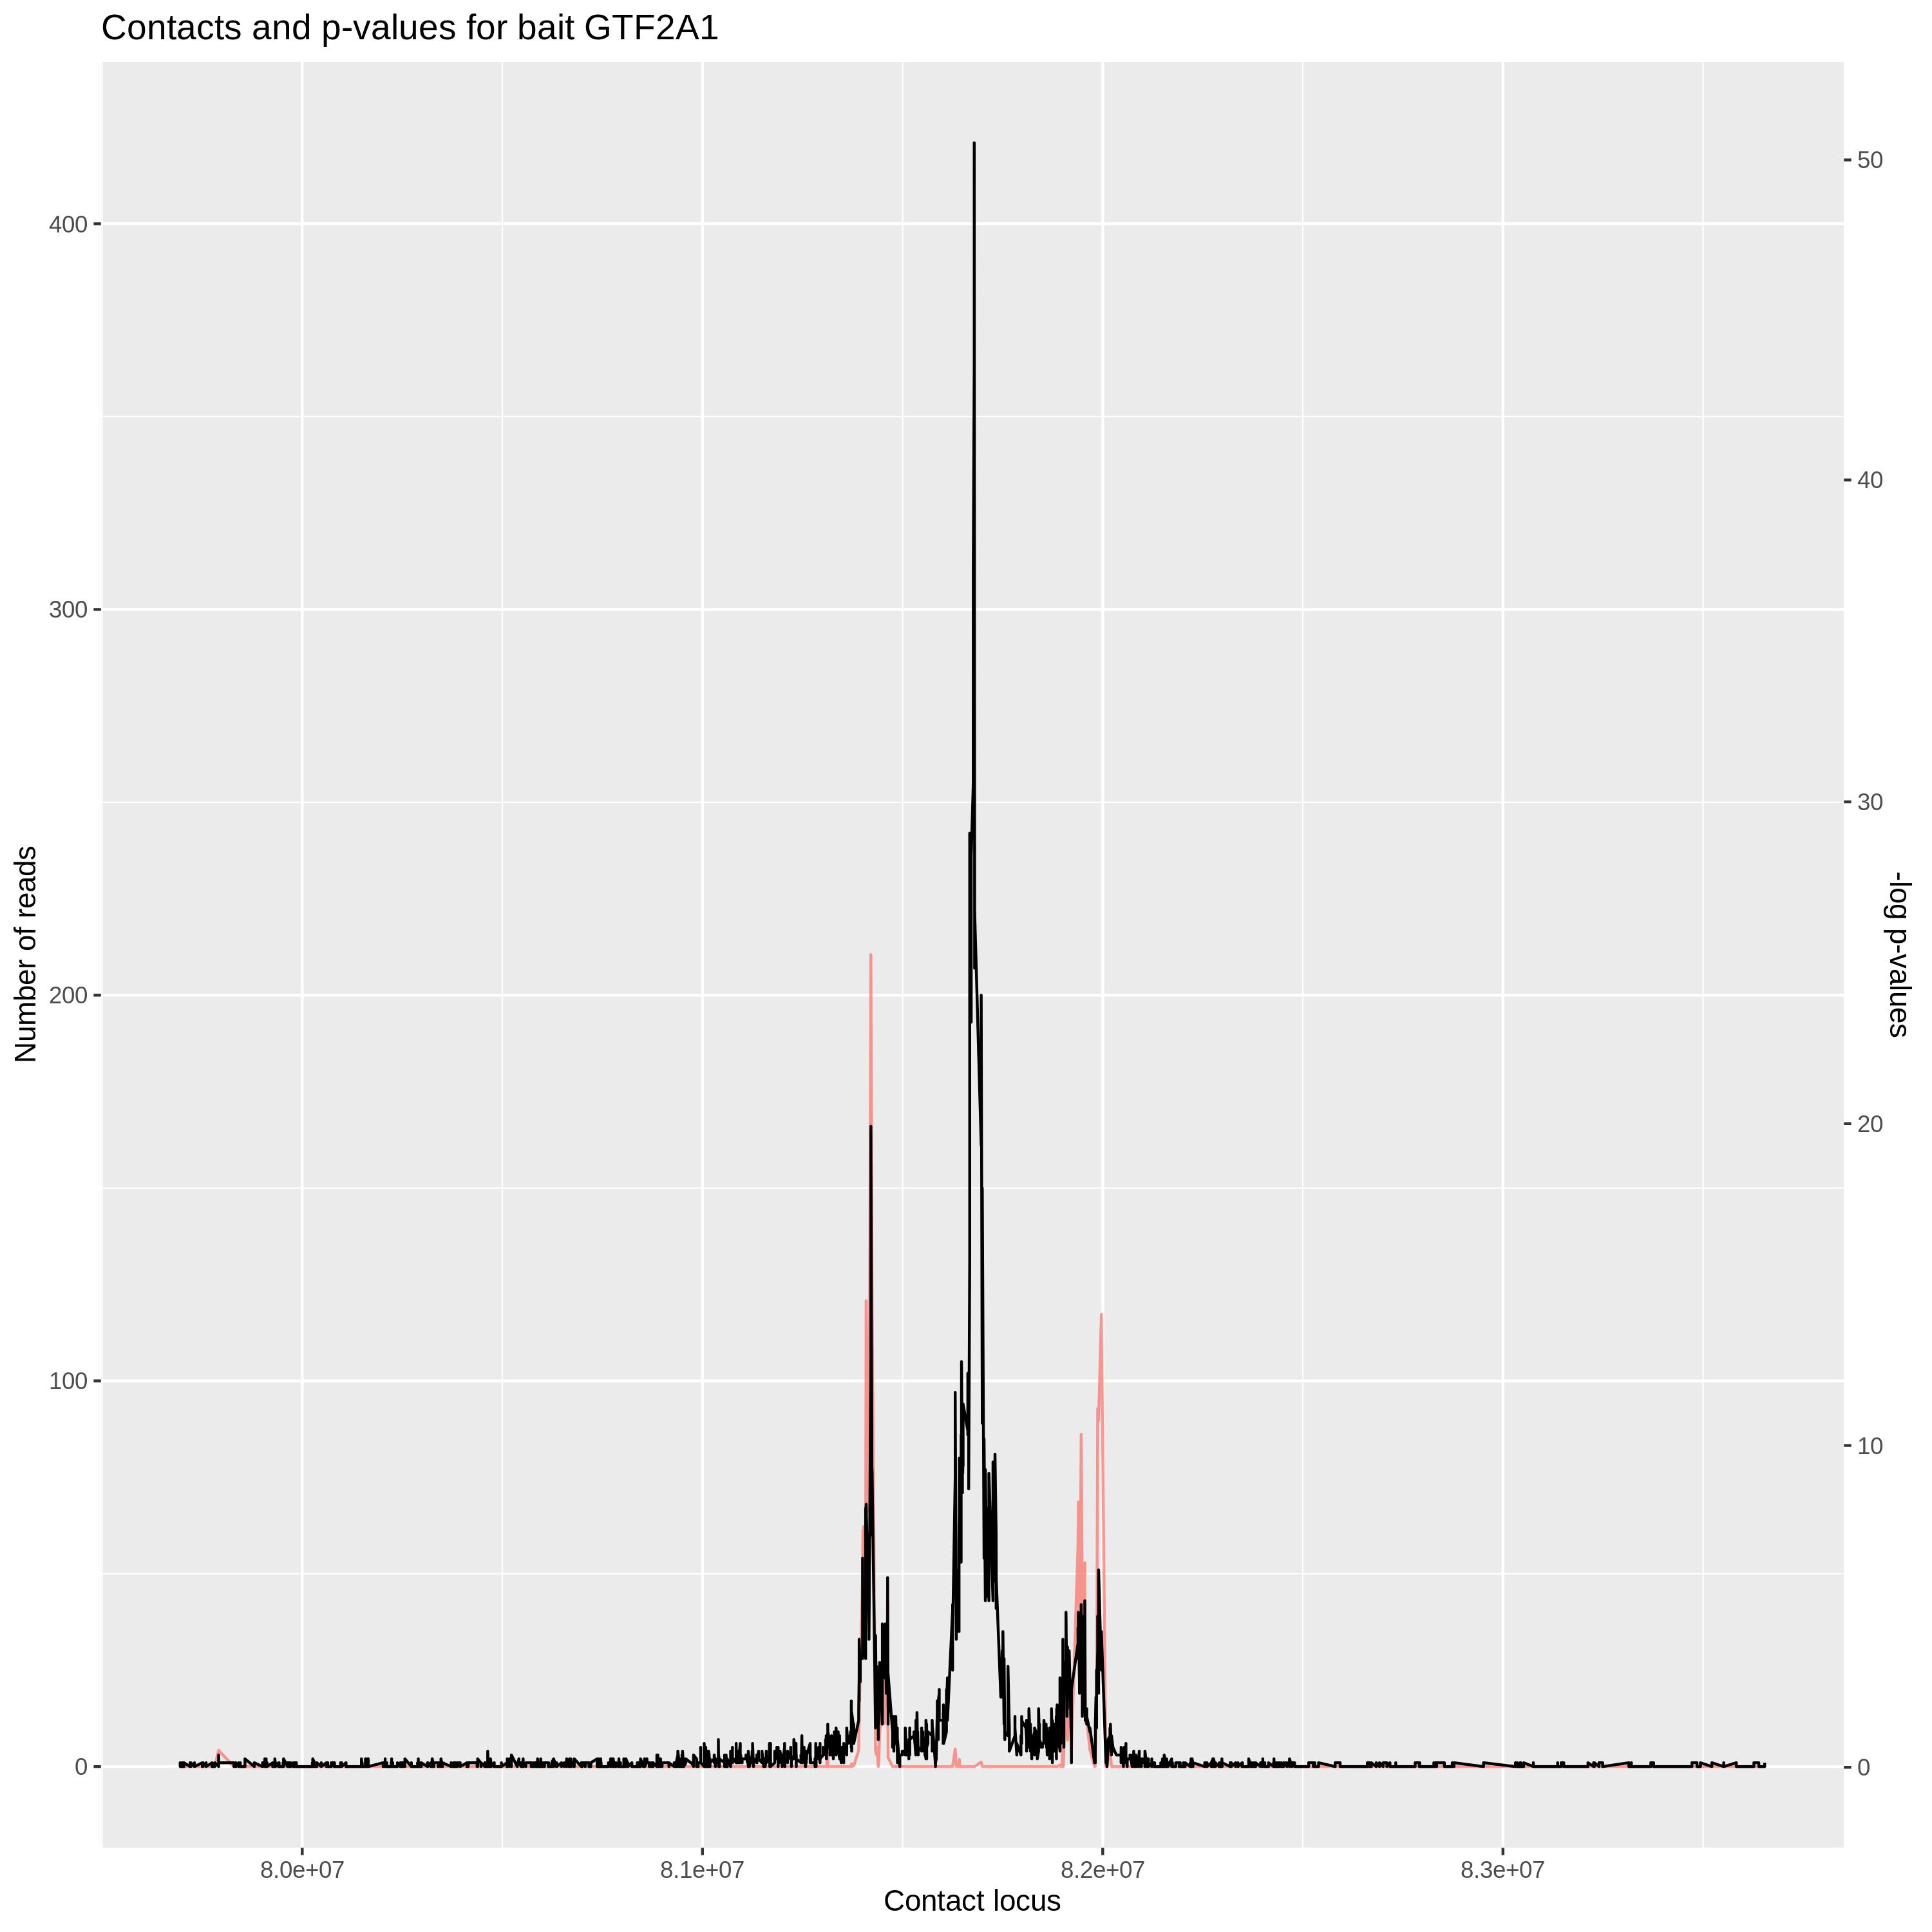 Contacts and p-values for bait GTF2A1
Number of reads
400
300
200
100
0
50
40
30
20
10
0
-log p-values
8.0e+07
8.1e+07
8.2e+07
8.3e+07
Contact locus